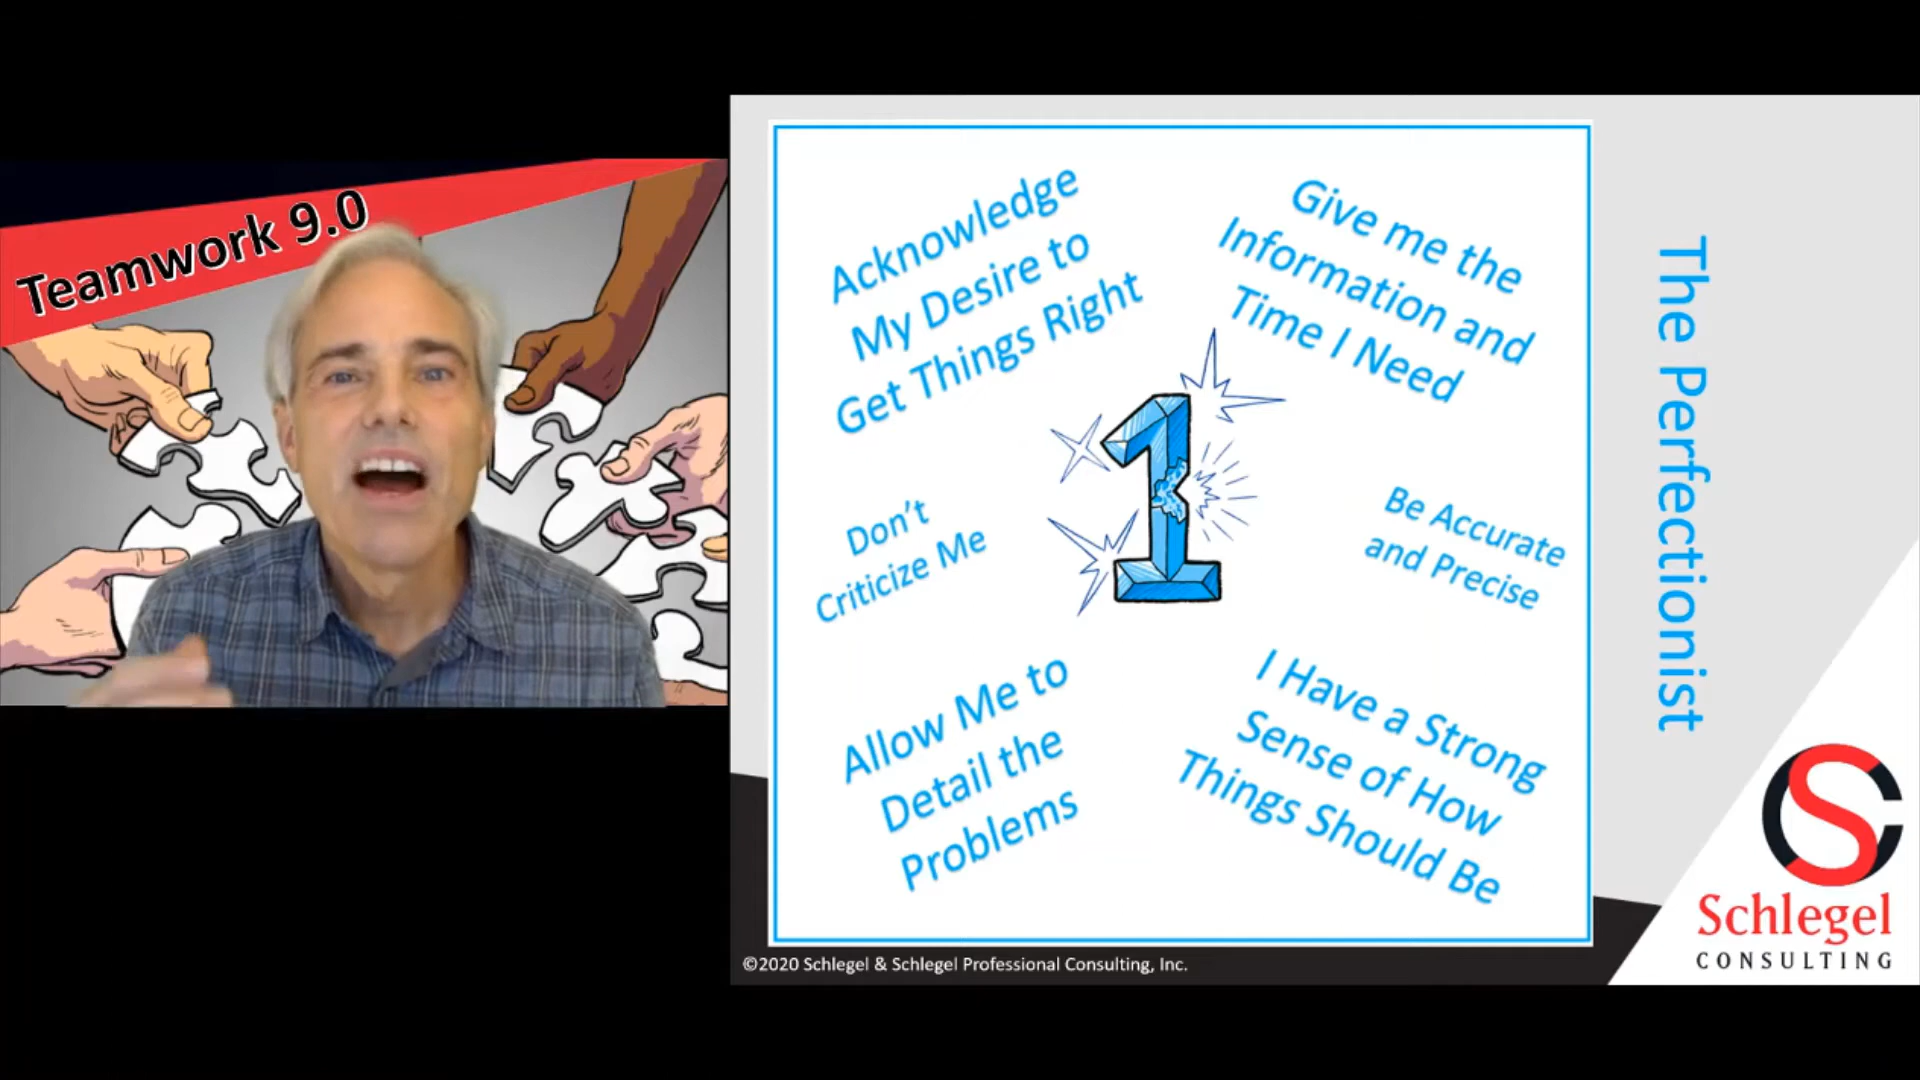 Teamwork 9.0
Acknowledge
My Desire to
Get Things Right
Give me the
Information and
Time I Need
Don't
Criticize Me
1
Be Accurate
and Precise
Allow Me to
Detail the
Problems
I Have a Strong
Sense of How
Things Should Be
The Perfectionist
SC
Schlegel
CONSULTING
©2020 Schlegel & Schlegel Professional Consulting, Inc.